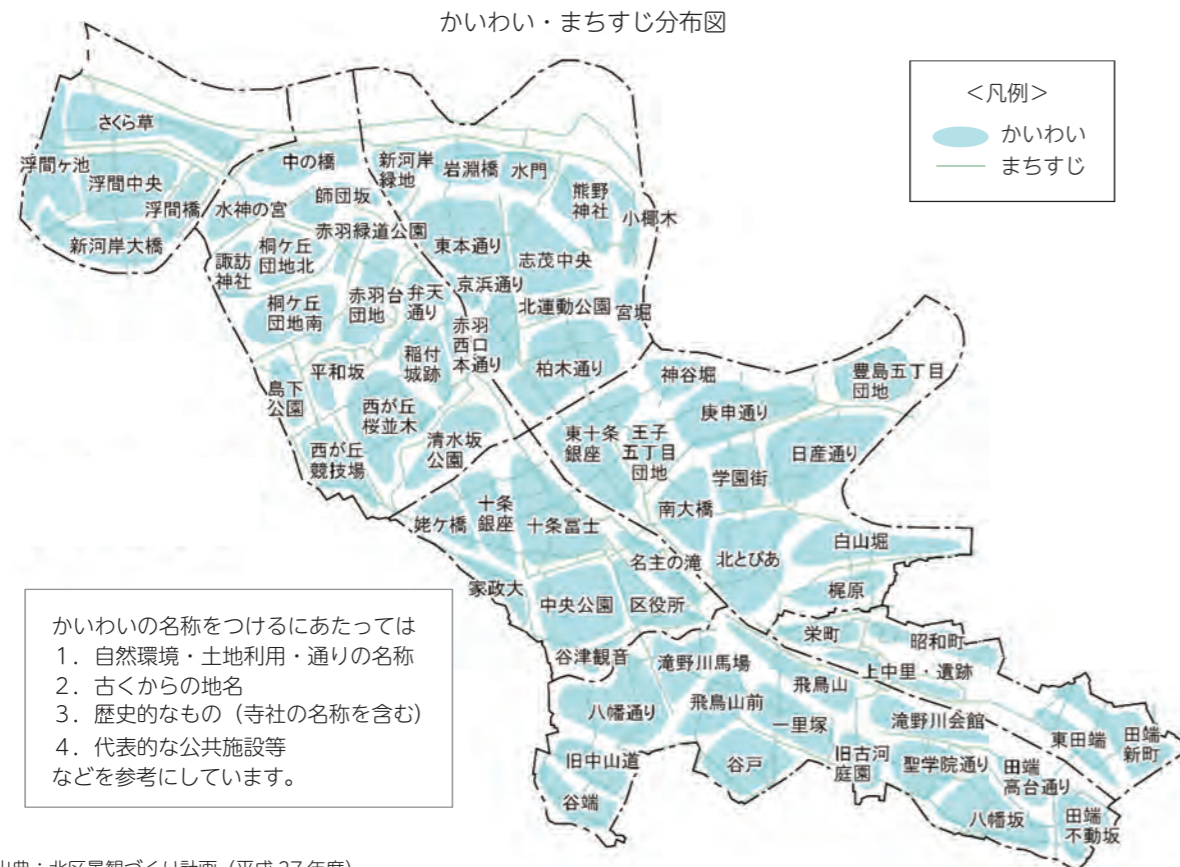 かいわい・まちすじ分布図
<凡例>
かいわい
まちすじ
さくら草
浮間ヶ池
浮間中央
浮間橋
新河岸大橋
中の橋
新河岸
緑地
岩淵橋
水門
熊野
神社
小椰木
水神の宮
師団坂
赤羽緑道公園
東本通り
志茂中央
諏訪
神社
桐ケ丘
団地北
桐ケ丘
団地南
赤羽台
団地
弁天
通り
京浜通り
北運動公園
宮堀
赤羽
西口
本通り
稲付
城跡
柏木通り
平和坂
島下
公園
西が丘
桜並木
清水坂
公園
西が丘
競技場
神谷堀
豊島五丁目
団地
庚申通り
東十条
銀座
王子
五丁目
団地
日産通り
学園街
南大橋
姥ケ橋
十条
銀座
十条冨士
名主の滝
北とぴあ
白山堀
梶原
家政大
中央公園
区役所
谷津観音
滝野川馬場
栄町
昭和町
上中里・遺跡
飛鳥山
八幡通り
飛鳥山前
一里塚
滝野川会館
東田端
田端
新町
旧中山道
谷戸
旧古河
庭園
聖学院通り
田端
高台通り
谷端
八幡坂
田端
不動坂
かいわいの名称をつけるにあたっては
1．自然環境・土地利用・通りの名称
2．古くからの地名
3．歴史的なもの（寺社の名称を含む）
4．代表的な公共施設等
などを参考にしています。
出典：北区景観づくり計画（平成 27 年度）